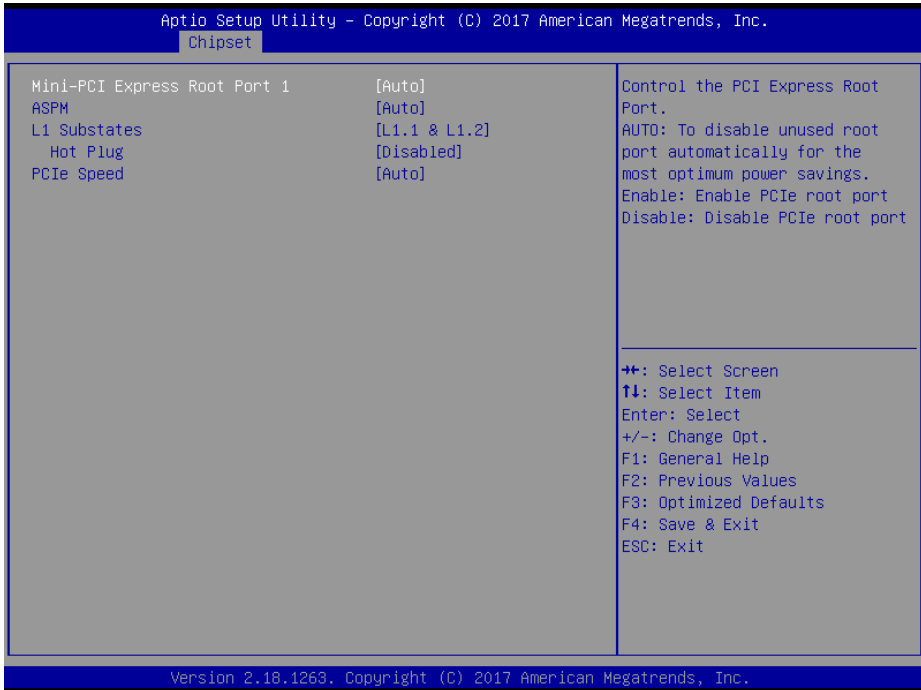 Aptio Setup Utility – Copyright (C) 2017 American Megatrends, Inc.
Chipset
Mini-PCI Express Root Port 1 [Auto]
ASPM [Auto]
L1 Substates [L1.1 & L1.2]
Hot Plug [Disabled]
PCIe Speed [Auto]
Control the PCI Express Root
Port.
AUTO: To disable unused root
port automatically for the
most optimum power savings.
Enable: Enable PCIe root port
Disable: Disable PCIe root port
→←: Select Screen
↑↓: Select Item
Enter: Select
+/-: Change Opt.
F1: General Help
F2: Previous Values
F3: Optimized Defaults
F4: Save & Exit
ESC: Exit
Version 2.18.1263. Copyright (C) 2017 American Megatrends, Inc.